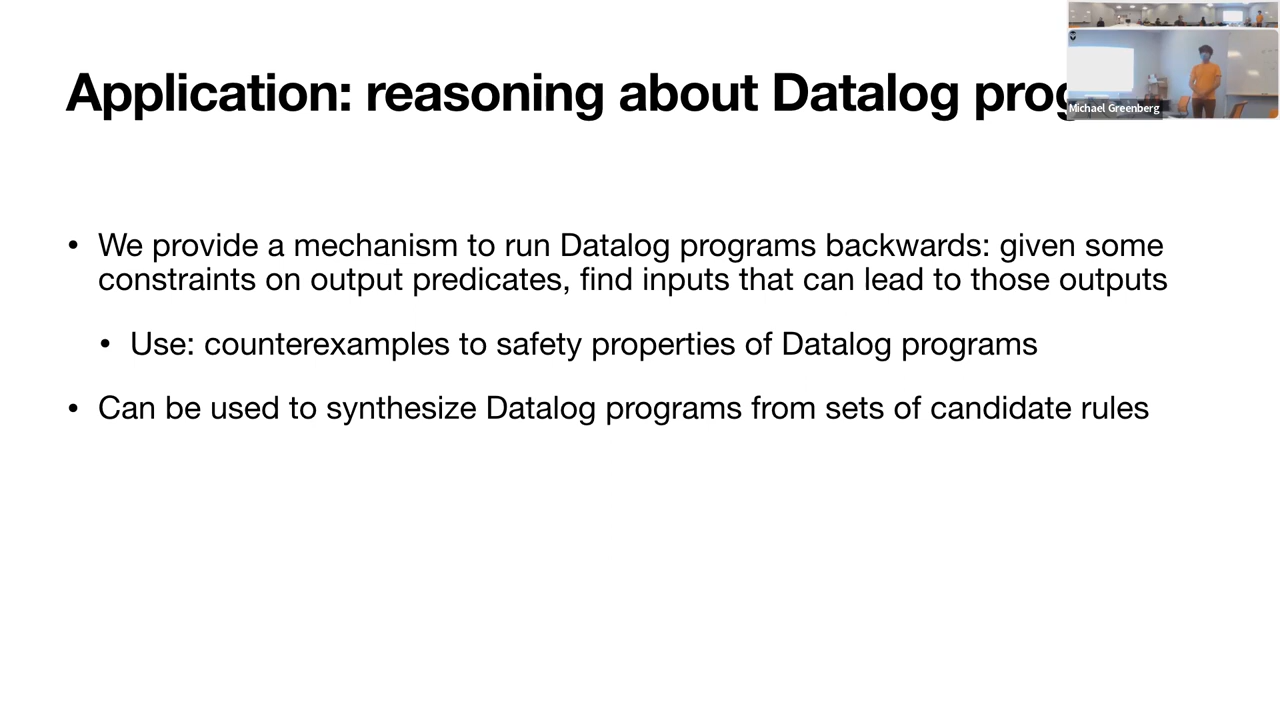 Application: reasoning about Datalog prog
Michael Greenberg
• We provide a mechanism to run Datalog programs backwards: given some
constraints on output predicates, find inputs that can lead to those outputs
• Use: counterexamples to safety properties of Datalog programs
• Can be used to synthesize Datalog programs from sets of candidate rules